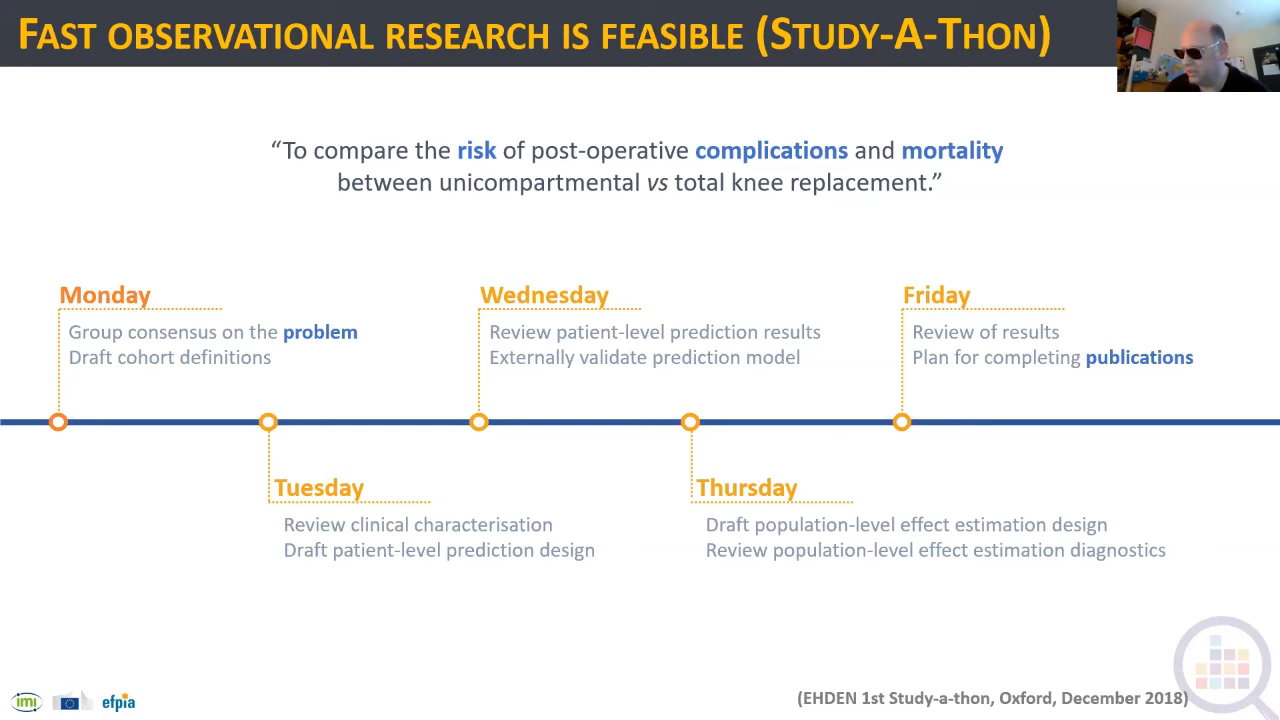 FAST OBSERVATIONAL RESEARCH IS FEASIBLE (STUDY-A-THON)
“To compare the risk of post-operative complications and mortality
between unicompartmental vs total knee replacement.”
Monday
Group consensus on the problem
Draft cohort definitions
Tuesday
Review clinical characterisation
Draft patient-level prediction design
Wednesday
Review patient-level prediction results
Externally validate prediction model
Thursday
Draft population-level effect estimation design
Review population-level effect estimation diagnostics
Friday
Review of results
Plan for completing publications
imi
efpia
(EHDEN 1st Study-a-thon, Oxford, December 2018)